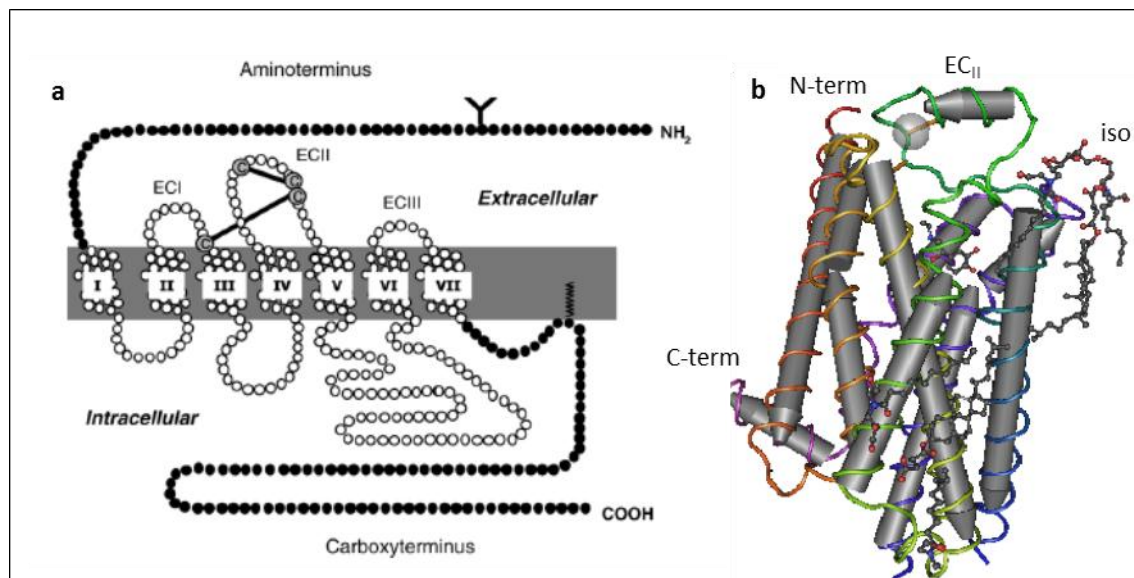 Aminoterminus
a
NH2
ECI
ECII
C
C
C
C
ECIII
Extracellular
I II III IV V VI VII
Intracellular
COOH
Carboxyterminus
b
N-term
ECII
iso
C-term